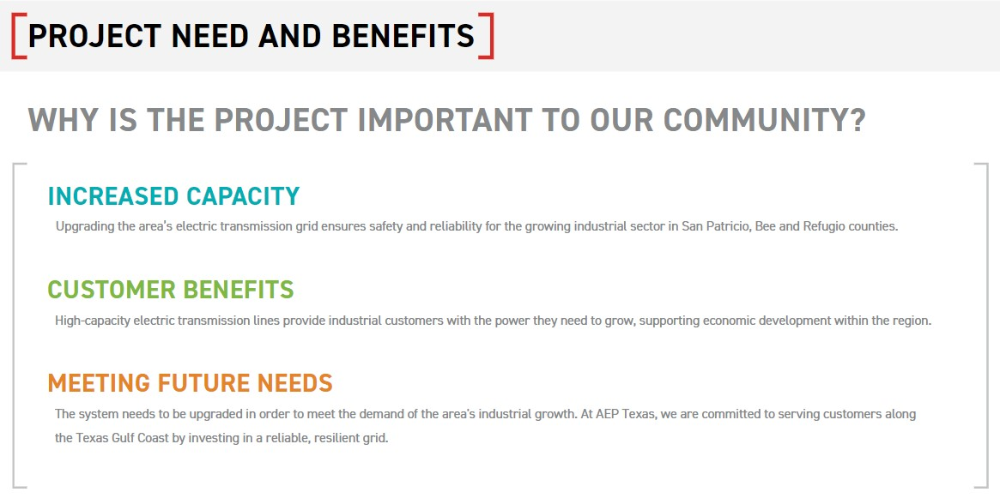 PROJECT NEED AND BENEFITS
WHY IS THE PROJECT IMPORTANT TO OUR COMMUNITY?
INCREASED CAPACITY
Upgrading the area's electric transmission grid ensures safety and reliability for the growing industrial sector in San Patricio, Bee and Refugio counties.
CUSTOMER BENEFITS
High-capacity electric transmission lines provide industrial customers with the power they need to grow, supporting economic development within the region.
MEETING FUTURE NEEDS
The system needs to be upgraded in order to meet the demand of the area's industrial growth. At AEP Texas, we are committed to serving customers along
the Texas Gulf Coast by investing in a reliable, resilient grid.